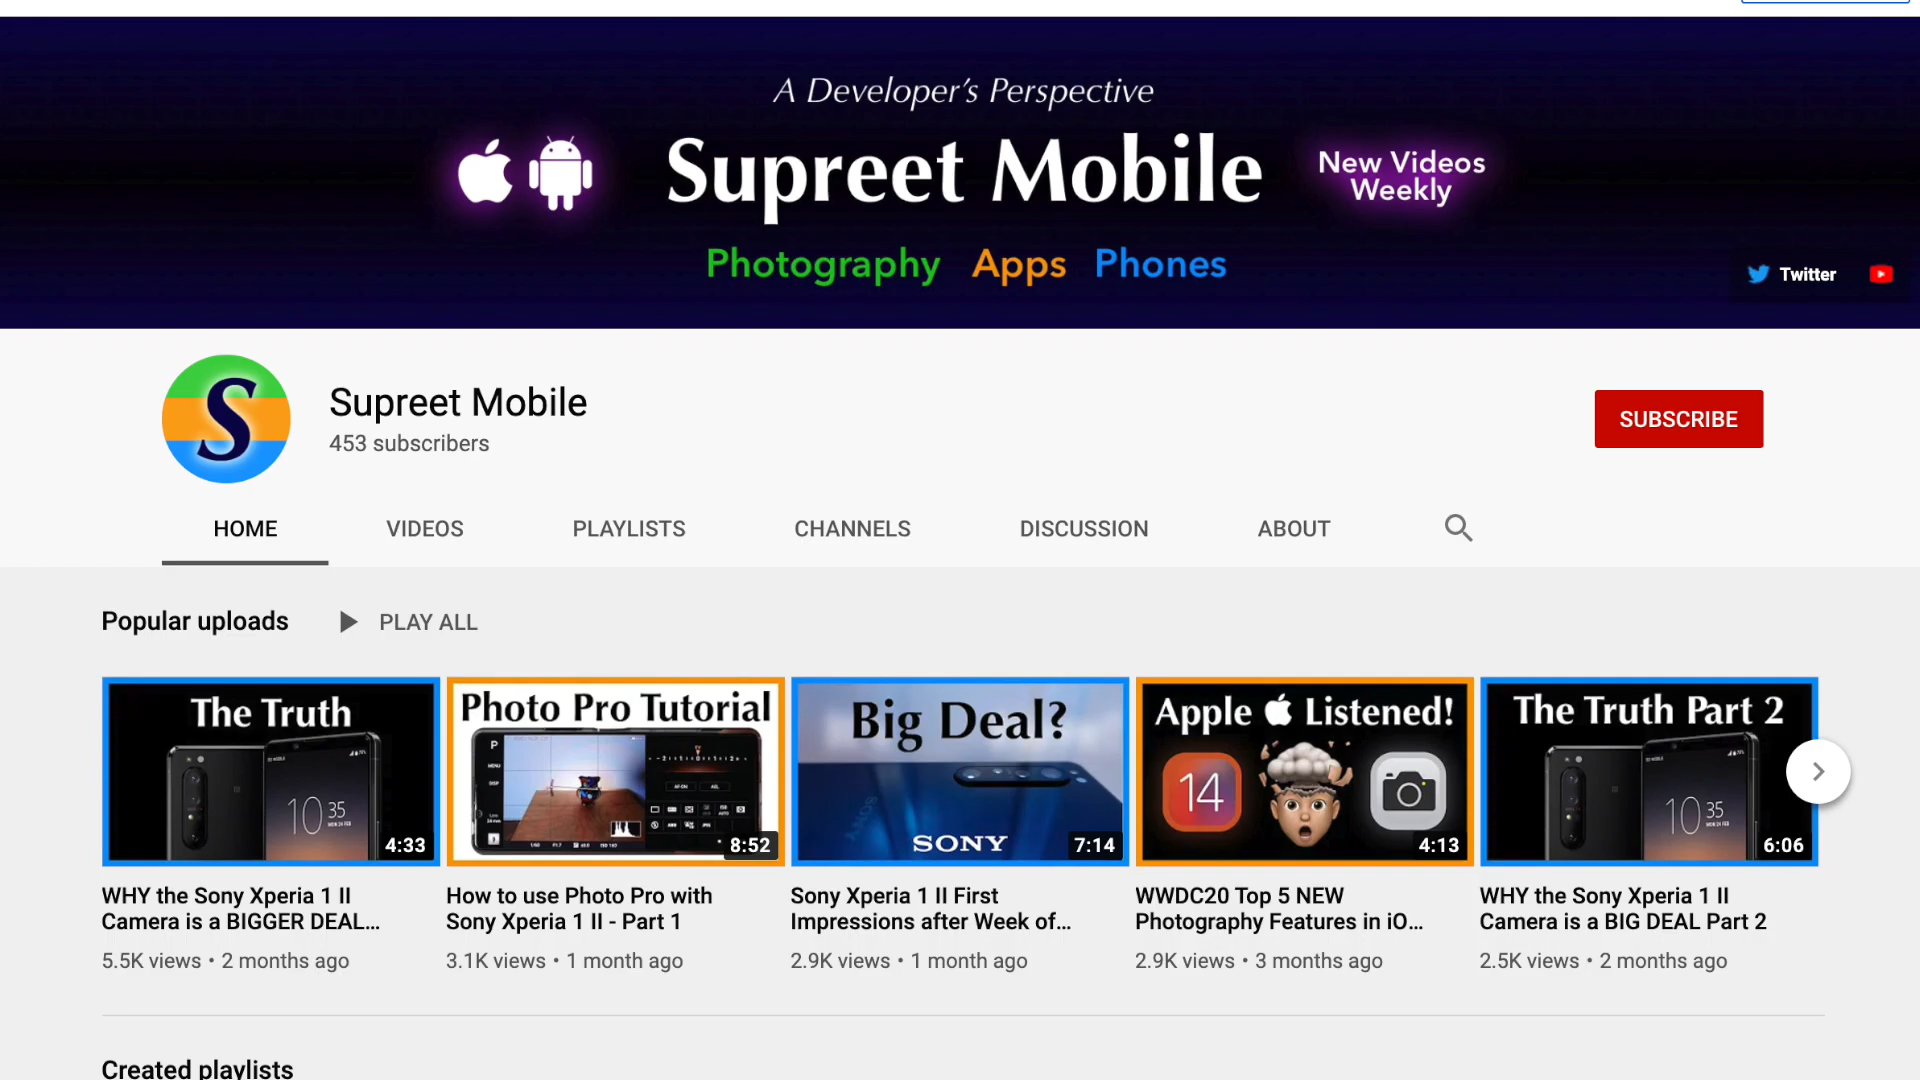 A Developer's Perspective
Supreet Mobile
New Videos
Weekly
Photography Apps Phones
Twitter
S
Supreet Mobile
453 subscribers
SUBSCRIBE
HOME VIDEOS PLAYLISTS CHANNELS DISCUSSION ABOUT
Popular uploads PLAY ALL
The Truth
10 35
4:33
WHY the Sony Xperia 1 II
Camera is a BIGGER DEAL...
5.5K views • 2 months ago
Photo Pro Tutorial
P
MENU
8:52
How to use Photo Pro with
Sony Xperia 1 II - Part 1
3.1K views • 1 month ago
Big Deal?
SONY
7:14
Sony Xperia 1 II First
Impressions after Week of...
2.9K views • 1 month ago
Apple Listened!
14
4:13
WWDC20 Top 5 NEW
Photography Features in iO...
2.9K views • 3 months ago
The Truth Part 2
10 35
6:06
WHY the Sony Xperia 1 II
Camera is a BIG DEAL Part 2
2.5K views • 2 months ago
Created playlists